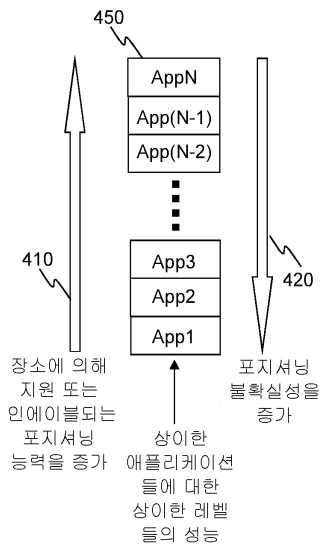 450
AppN
App(N-1)
App(N-2)
410
420
App3
App2
App1
장소에 의해
지원 또는
인에이블되는
포지셔닝
능력을 증가
포지셔닝
불확실성을
증가
상이한
애플리케이션
들에 대한
상이한 레벨
들의 성능